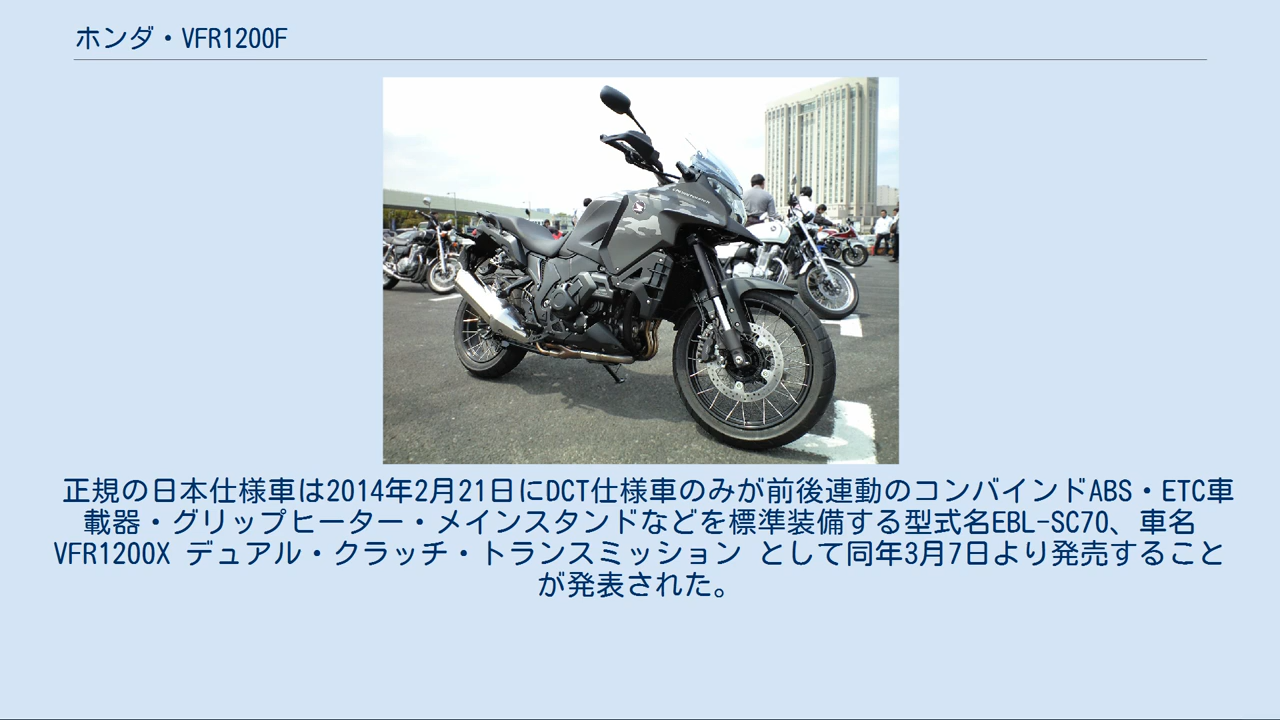 ホンダ・VFR1200F
正規の日本仕様車は2014年2月21日にDCT仕様車のみが前後連動のコンバインドABS・ETC車
載器・グリップヒーター・メインスタンドなどを標準装備する型式名EBL-SC70、車名
VFR1200X デュアル・クラッチ・トランスミッション として同年3月7日より発売すること
が発表された。